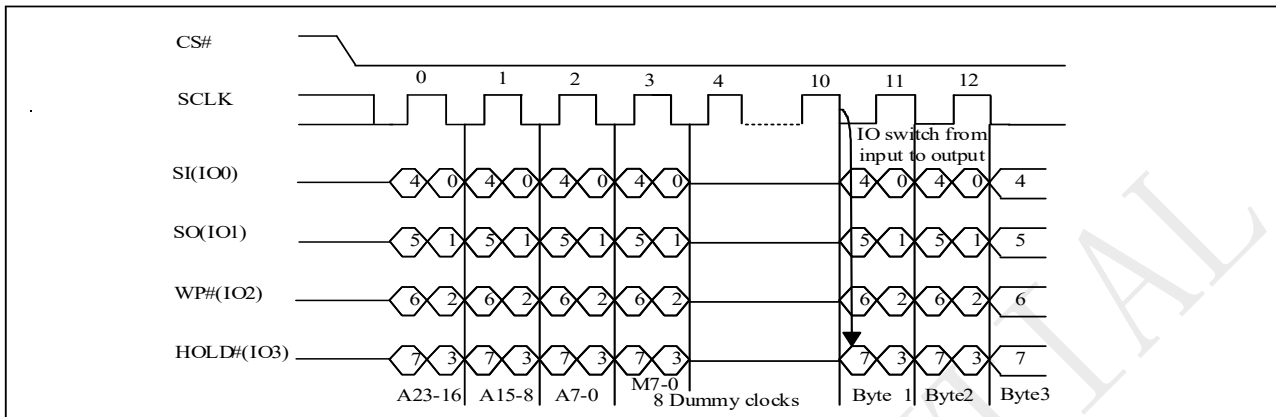 CS#
0 1 2 3 4 10 11 12
SCLK
IO switch from
input to output
SI(IO0) 4 0 4 0 4 0 4 0 4 0 4 0 4
SO(IO1) 5 1 5 1 5 1 5 1 5 1 5 1 5
WP#(IO2) 6 2 6 2 6 2 6 2 6 2 6 2 6
HOLD#(IO3) 7 3 7 3 7 3 7 3 7 3 7 3 7
A23-16 A15-8 A7-0 M7-0 Byte 1 Byte2 Byte3
8 Dummy clocks
TIAL